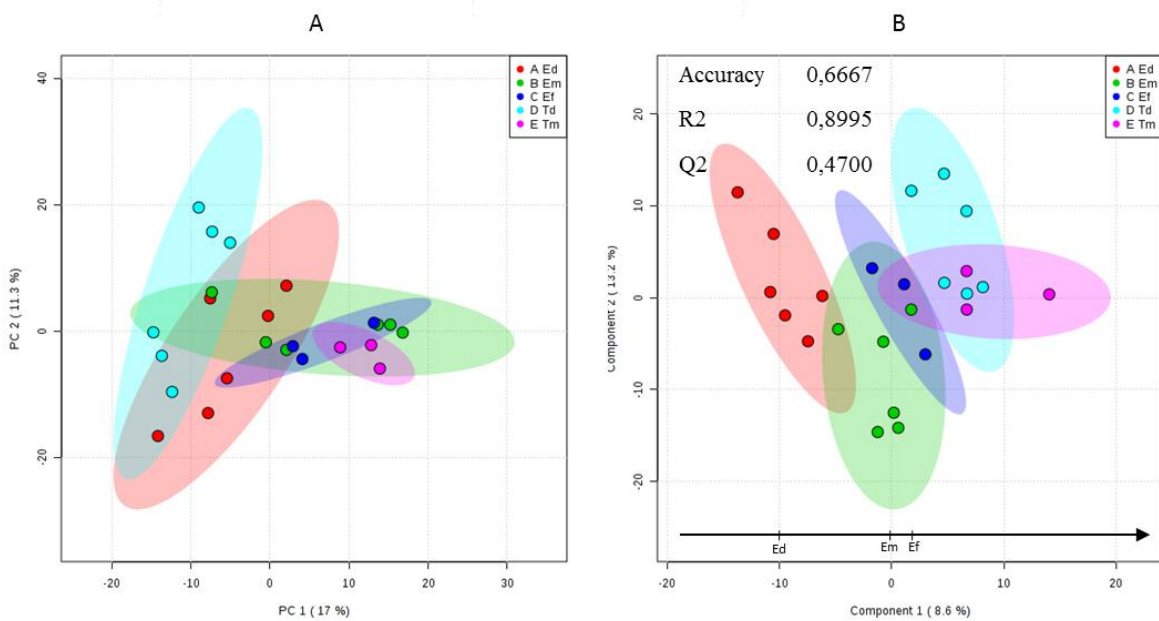 A
40
20
0
-20
PC 2 ( 11.3 %)
-20
-10
0
10
20
30
PC 1 ( 17 %)
A Ed
B Em
C Ef
D Td
E Tm
B
Accuracy 0,6667
R2 0,8995
Q2 0,4700
A Ed
B Em
C Ef
D Td
E Tm
20
10
0
-10
-20
Component 2 ( 13.2 %)
Ed Em Ef
-20
-10
0
10
20
Component 1 ( 8.6 %)